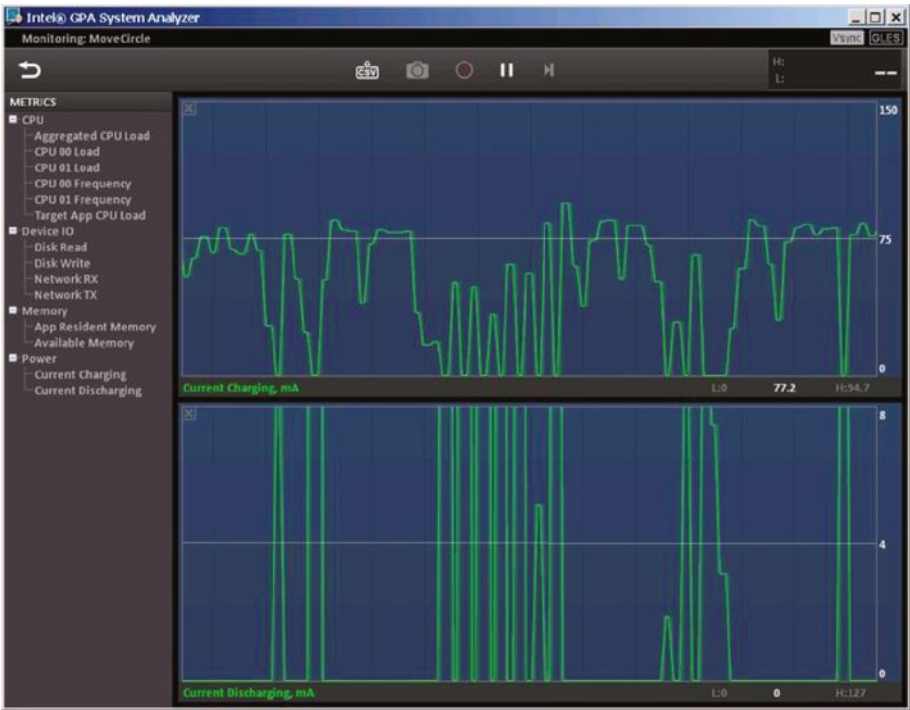 Intel® GPA System Analyzer
Monitoring: MoveCircle
Vsync GLES
CSV
H:
L:
--
METRICS
CPU
Aggregated CPU Load
CPU 00 Load
CPU 01 Load
CPU 00 Frequency
CPU 01 Frequency
Target App CPU Load
Device IO
Disk Read
Disk Write
Network RX
Network TX
Memory
App Resident Memory
Available Memory
Power
Current Charging
Current Discharging
150
75
0
Current Charging, mA L:0 77.2 H:94.7
8
4
0
Current Discharging, mA L:0 0 H:127